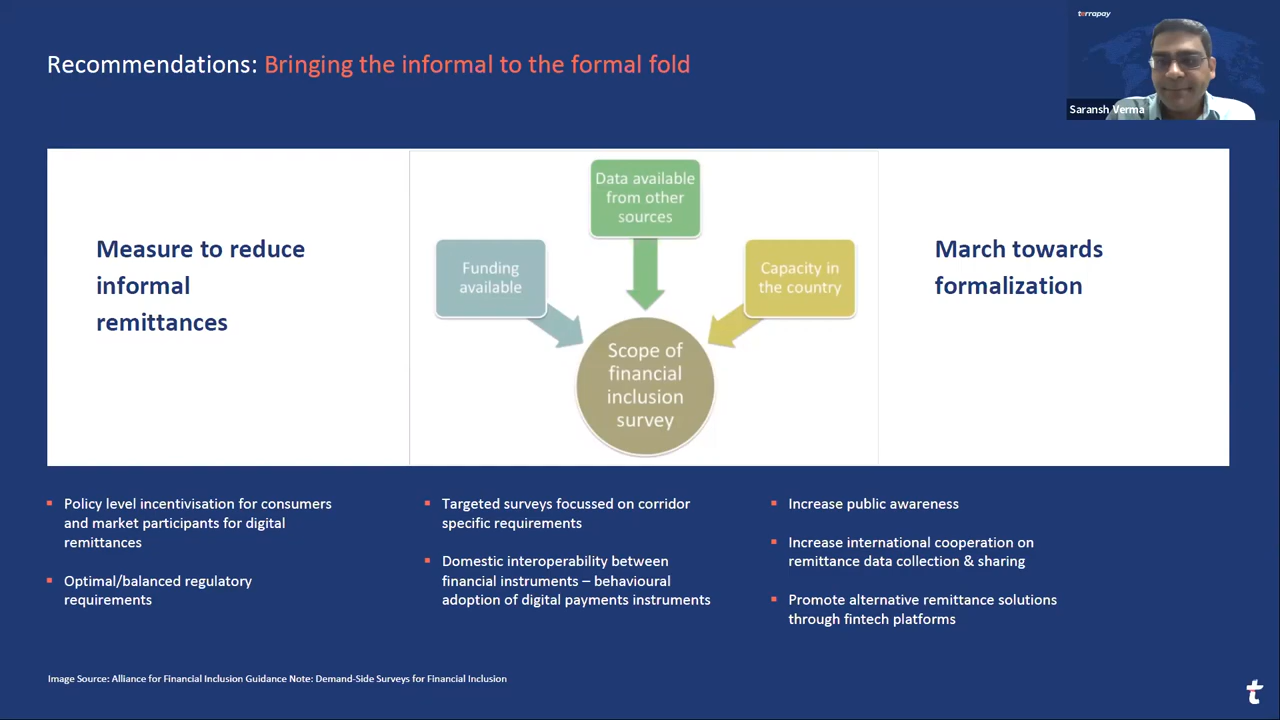 terrapay
Recommendations: Bringing the informal to the formal fold
Saransh Verma
Measure to reduce
informal
remittances
Data available
from other
sources
Funding
available
Capacity in
the country
Scope of
financial
inclusion
survey
March towards
formalization
▪ Policy level incentivisation for consumers
and market participants for digital
remittances
▪ Optimal/balanced regulatory
requirements
▪ Targeted surveys focussed on corridor
specific requirements
▪ Domestic interoperability between
financial instruments – behavioural
adoption of digital payments instruments
▪ Increase public awareness
▪ Increase international cooperation on
remittance data collection & sharing
▪ Promote alternative remittance solutions
through fintech platforms
Image Source: Alliance for Financial Inclusion Guidance Note: Demand-Side Surveys for Financial Inclusion
t